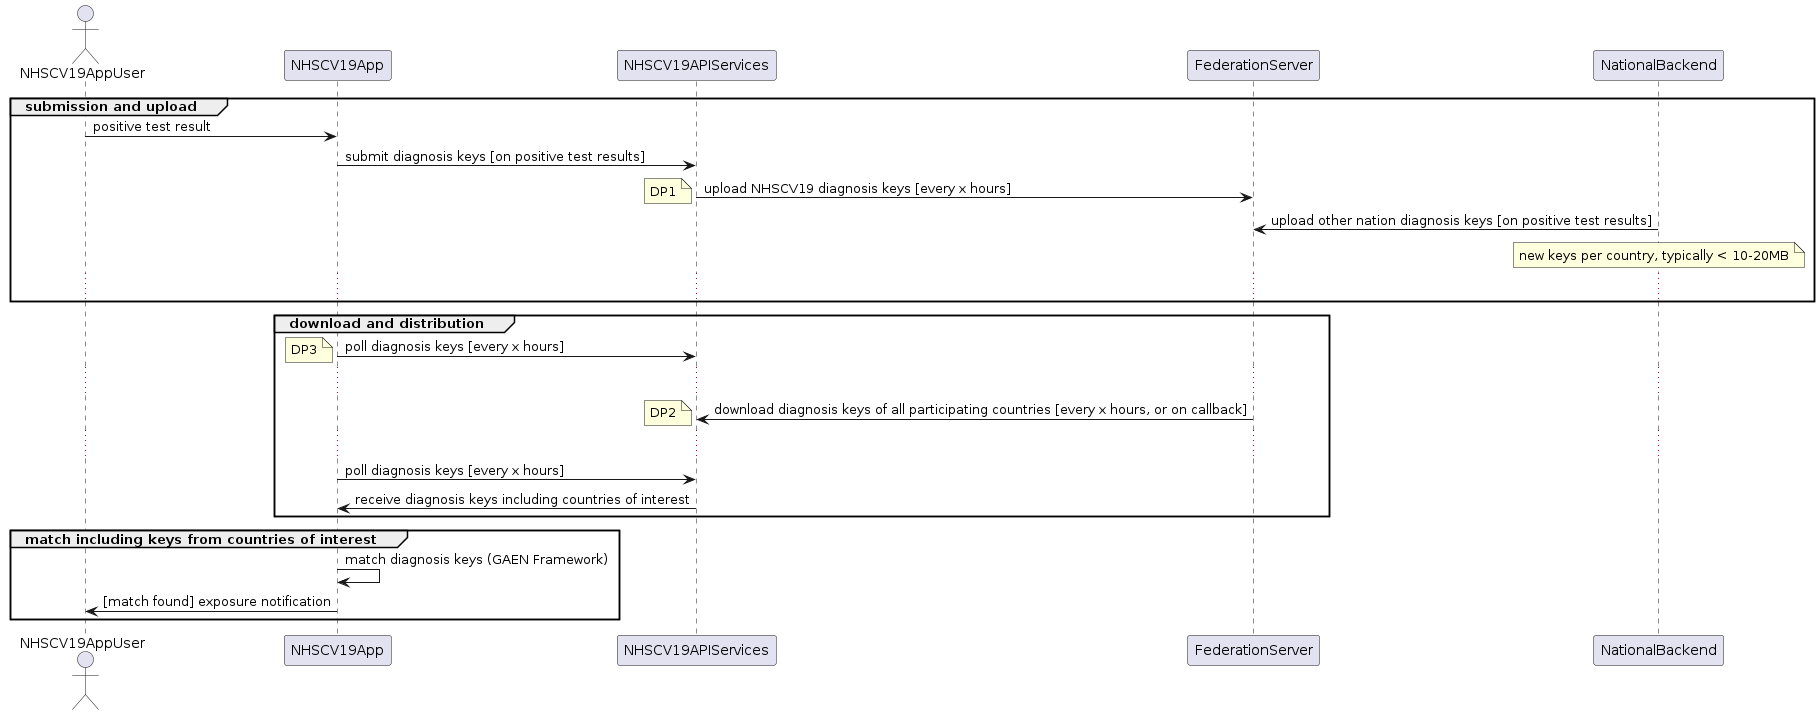 NHSCV19AppUser
NHSCV19App
NHSCV19APIServices
FederationServer
NationalBackend
submission and upload
positive test result
submit diagnosis keys [on positive test results]
DP1
upload NHSCV19 diagnosis keys [every x hours]
upload other nation diagnosis keys [on positive test results]
new keys per country, typically < 10-20MB
download and distribution
DP3
poll diagnosis keys [every x hours]
DP2
download diagnosis keys of all participating countries [every x hours, or on callback]
poll diagnosis keys [every x hours]
receive diagnosis keys including countries of interest
match including keys from countries of interest
match diagnosis keys (GAEN Framework)
[match found] exposure notification
NHSCV19AppUser
NHSCV19App
NHSCV19APIServices
FederationServer
NationalBackend